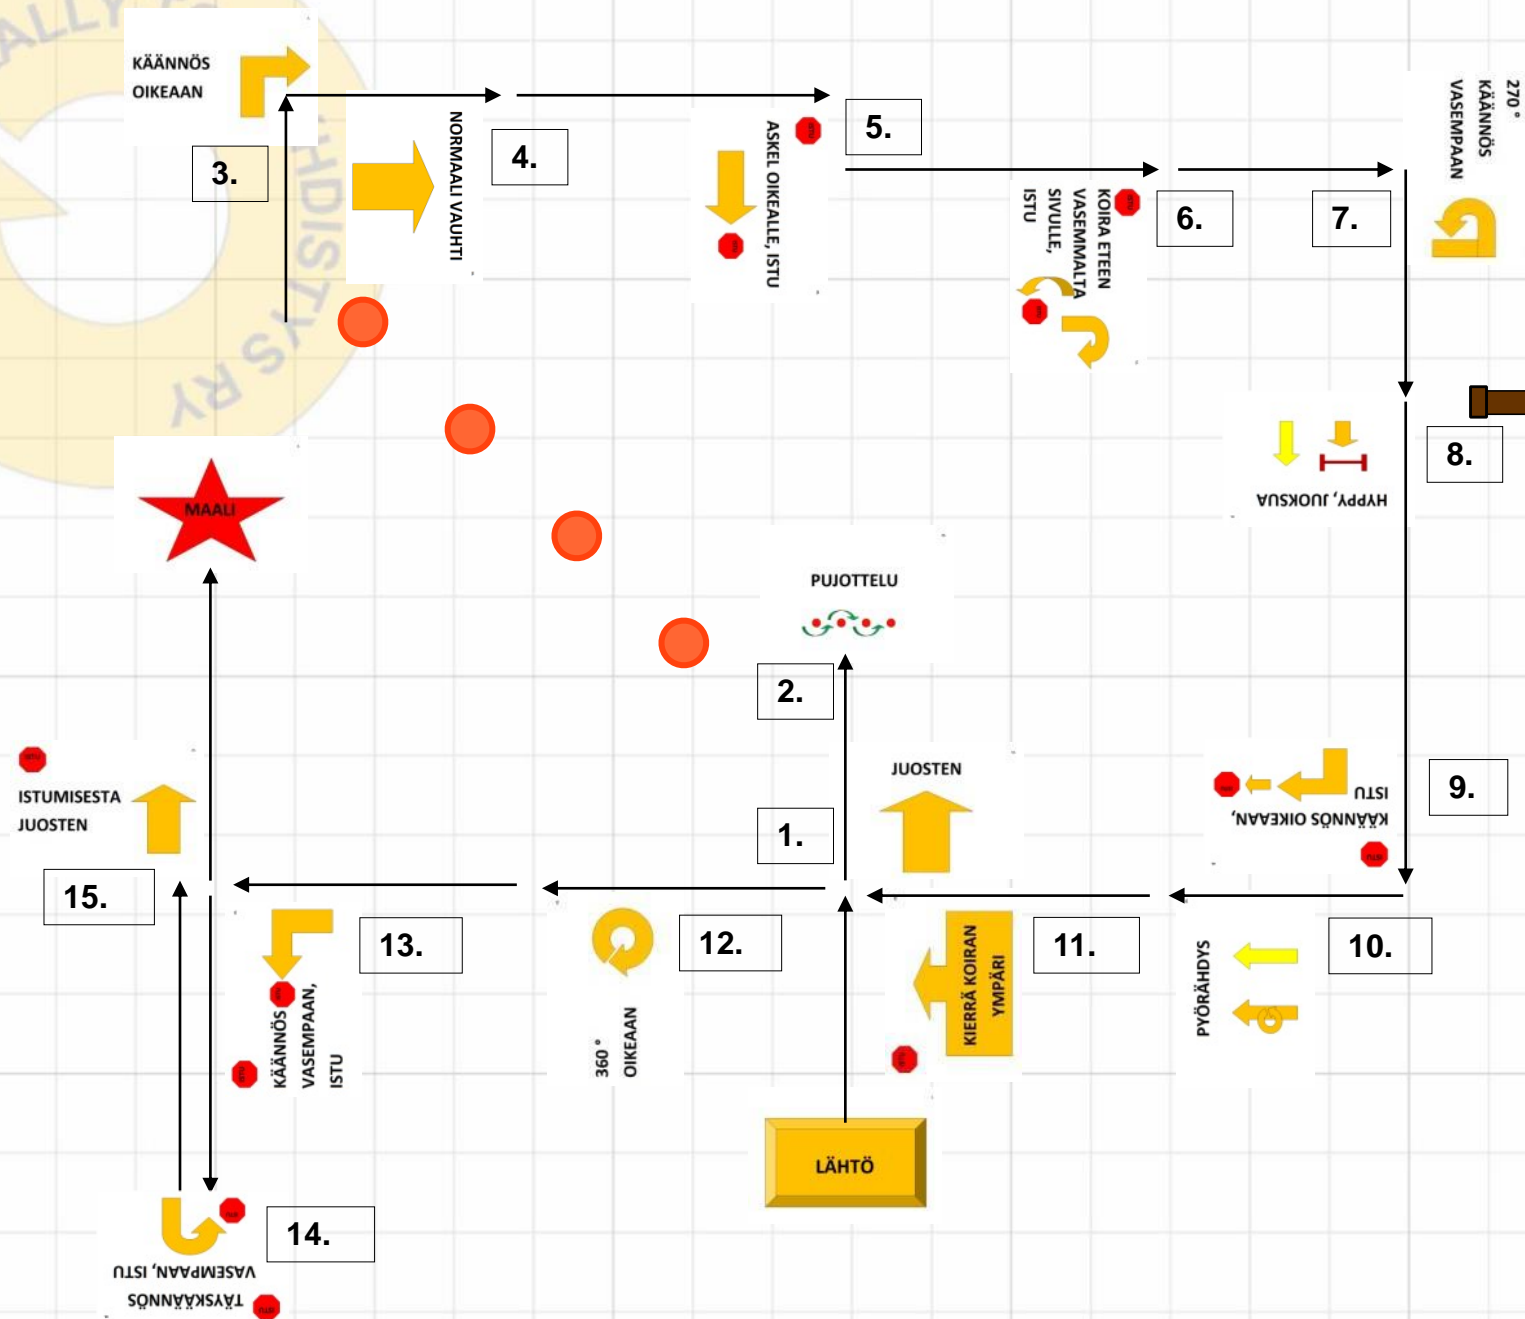 KÄÄNNÖS
OIKEAAN
3.
NORMAALI VAUHTI
4.
ASKEL OIKEALLE, ISTU
5.
KOIRA ETEEN
VASEMMALTA
SIVULLE,
ISTU
6.
7.
270°
KÄÄNNÖS
VASEMPAAN
8.
HYPPY, JUOKSUA
MAALI
PUJOTTELU
2.
JUOSTEN
1.
9.
KÄÄNNÖS OIKEAAN,
ISTU
ISTUMISESTA
JUOSTEN
15.
13.
KÄÄNNÖS
VASEMPAAN,
ISTU
12.
360°
OIKEAAN
11.
KIERRÄ KOIRAN
YMPÄRI
10.
PYÖRÄHDYS
LÄHTÖ
14.
TÄYSKÄÄNNÖS
VASEMPAAN, ISTU
HDISTYS RY